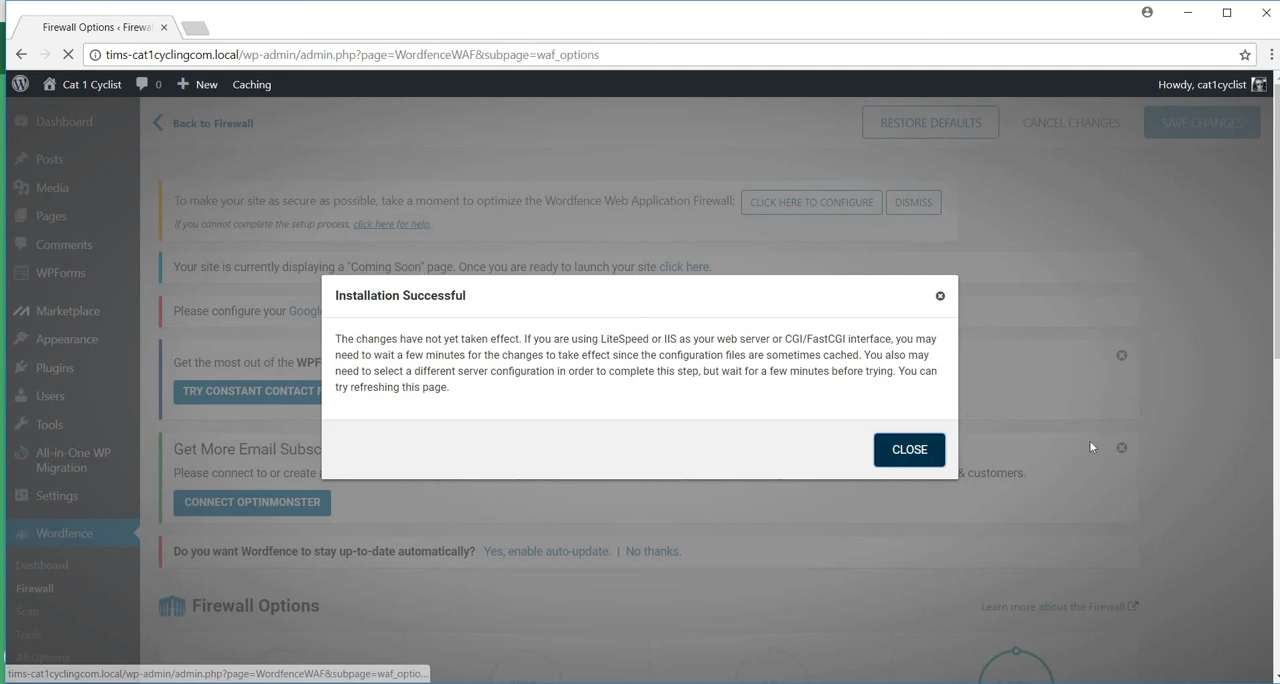 Firewall Options ‹ Firewa
tims-cat1cyclingcom.local/wp-admin/admin.php?page=WordfenceWAF&subpage=waf_options
Cat 1 Cyclist
0
New
Caching
Howdy, cat1cyclist
Dashboard
Posts
Media
Pages
Comments
WPForms
Marketplace
Appearance
Plugins
Users
Tools
All-in-One WP
Migration
Settings
Wordfence
Dashboard
Firewall
Scan
Tools
All Options
Back to Firewall
RESTORE DEFAULTS
CANCEL CHANGES
SAVE CHANGES
To make your site as secure as possible, take a moment to optimize the Wordfence Web Application Firewall:
CLICK HERE TO CONFIGURE
DISMISS
If you cannot complete the setup process, click here for help.
Your site is currently displaying a "Coming Soon" page. Once you are ready to launch your site click here.
Please configure your Google
Get the most out of the WPF
TRY CONSTANT CONTACT F
Get More Email Subsc
Please connect to or create a
& customers.
CONNECT OPTINMONSTER
Do you want Wordfence to stay up-to-date automatically? Yes, enable auto-update. | No thanks.
Firewall Options
Learn more about the Firewall
Installation Successful
The changes have not yet taken effect. If you are using LiteSpeed or IIS as your web server or CGI/FastCGI interface, you may
need to wait a few minutes for the changes to take effect since the configuration files are sometimes cached. You also may
need to select a different server configuration in order to complete this step, but wait for a few minutes before trying. You can
try refreshing this page.
CLOSE
tims-cat1cyclingcom.local/wp-admin/admin.php?page=WordfenceWAF&subpage=waf_optio...